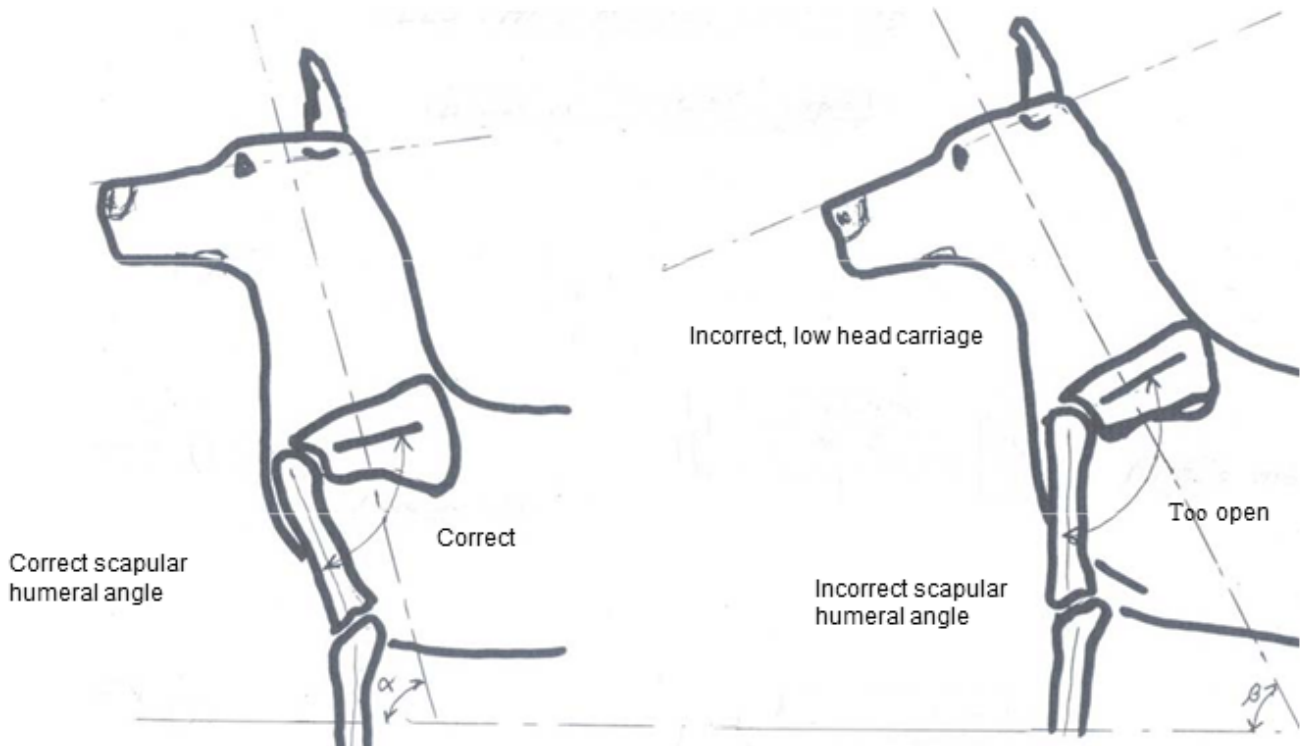 Incorrect, low head carriage
Correct
Too open
Correct scapular
humeral angle
Incorrect scapular
humeral angle
α
β